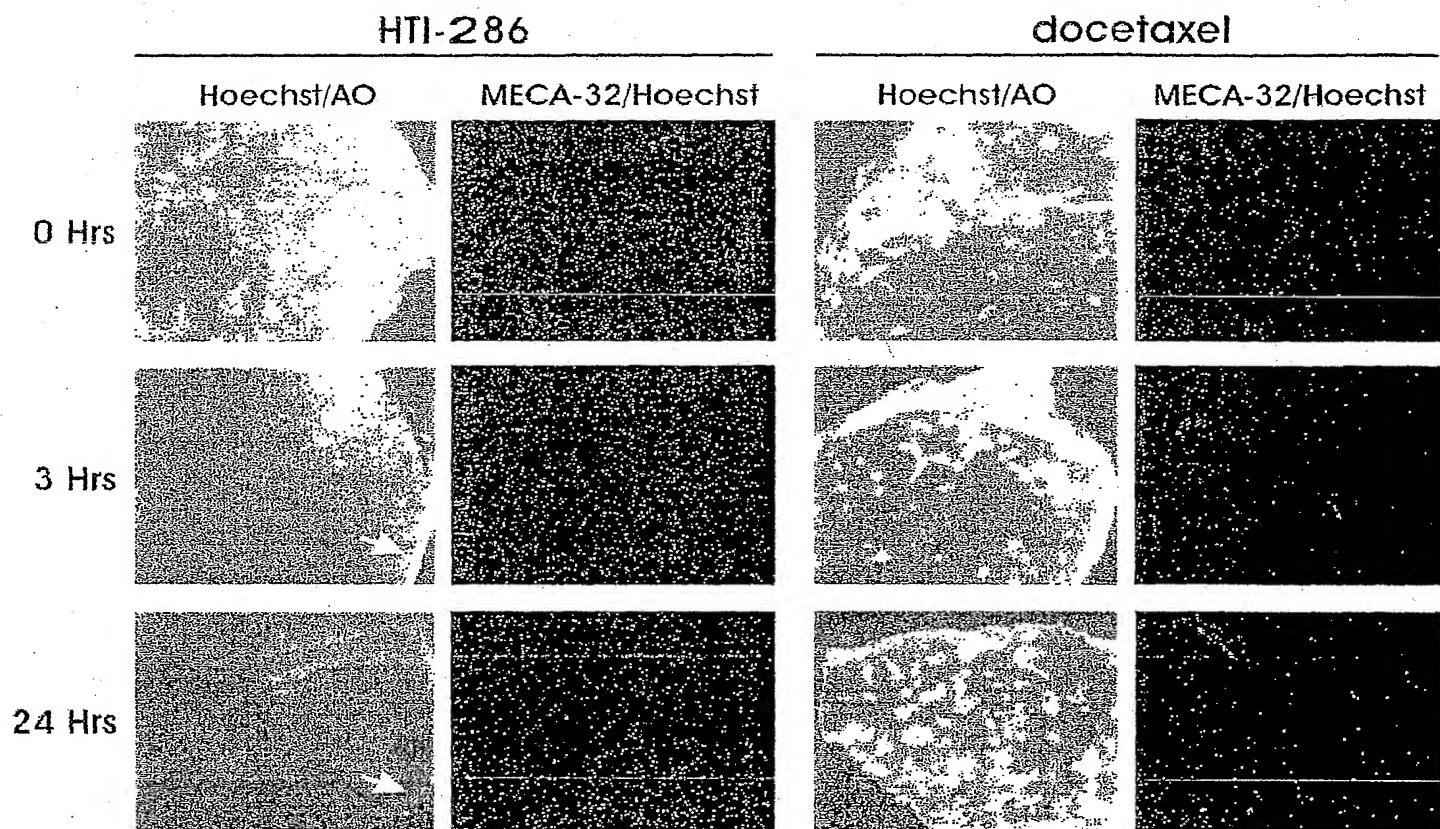 HTI-286 docetaxel
Hoechst/AO MECA-32/Hoechst Hoechst/AO MECA-32/Hoechst
0 Hrs
3 Hrs
24 Hrs